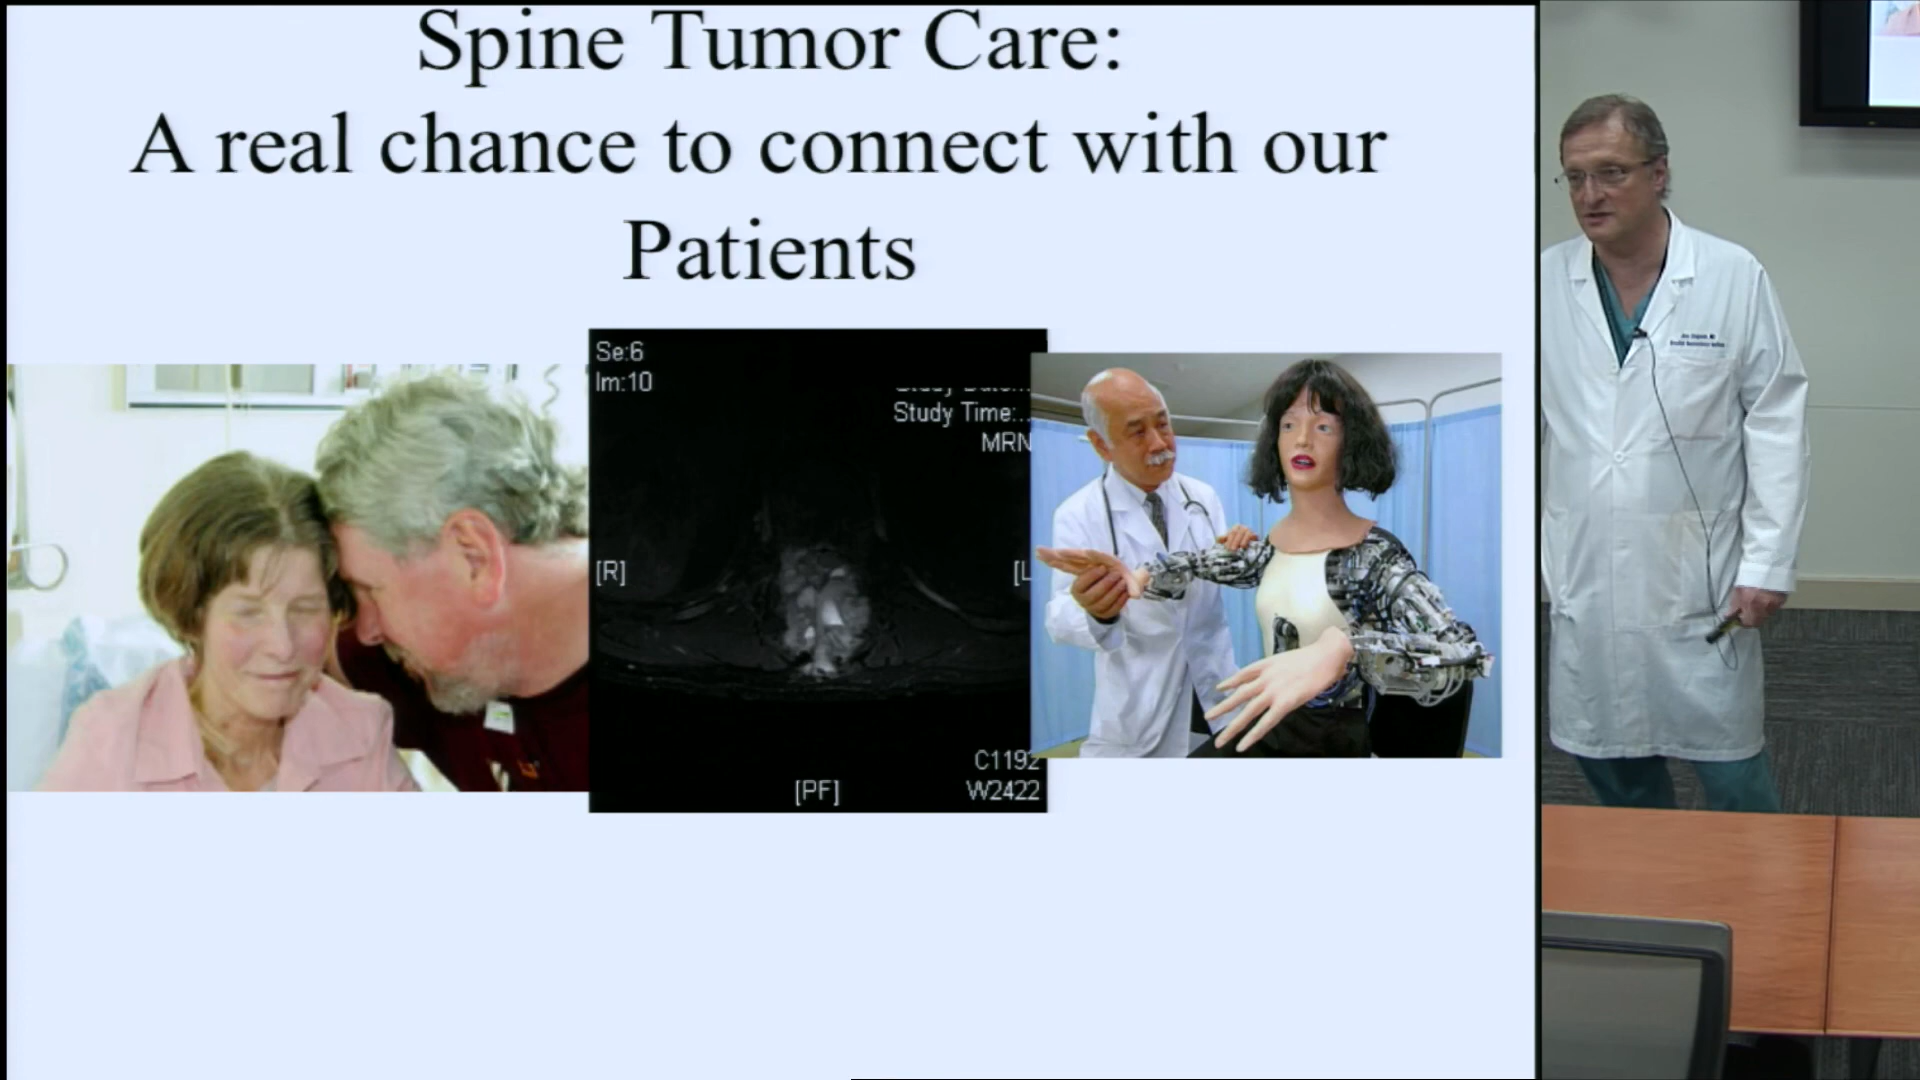 Spine Tumor Care:
A real chance to connect with our
Patients
Se:6
Im:10
Study Time:..
MRN
[R]
[L
C1192
W2422
[PF]